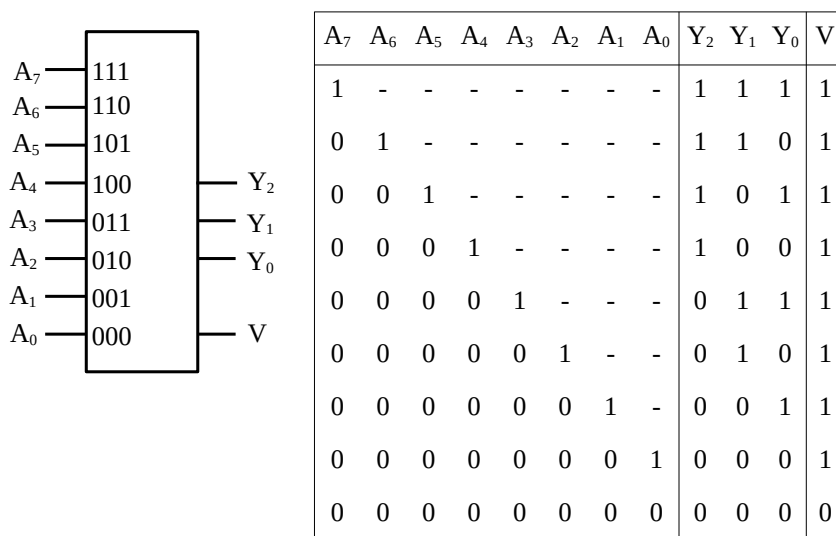 A₇ 111
A₆ 110
A₅ 101
A₄ 100 Y₂
A₃ 011 Y₁
A₂ 010 Y₀
A₁ 001
A₀ 000 V
A₇ A₆ A₅ A₄ A₃ A₂ A₁ A₀ Y₂ Y₁ Y₀ V
1 - - - - - - - 1 1 1 1
0 1 - - - - - - 1 1 0 1
0 0 1 - - - - - 1 0 1 1
0 0 0 1 - - - - 1 0 0 1
0 0 0 0 1 - - - 0 1 1 1
0 0 0 0 0 1 - - 0 1 0 1
0 0 0 0 0 0 1 - 0 0 1 1
0 0 0 0 0 0 0 1 0 0 0 1
0 0 0 0 0 0 0 0 0 0 0 0